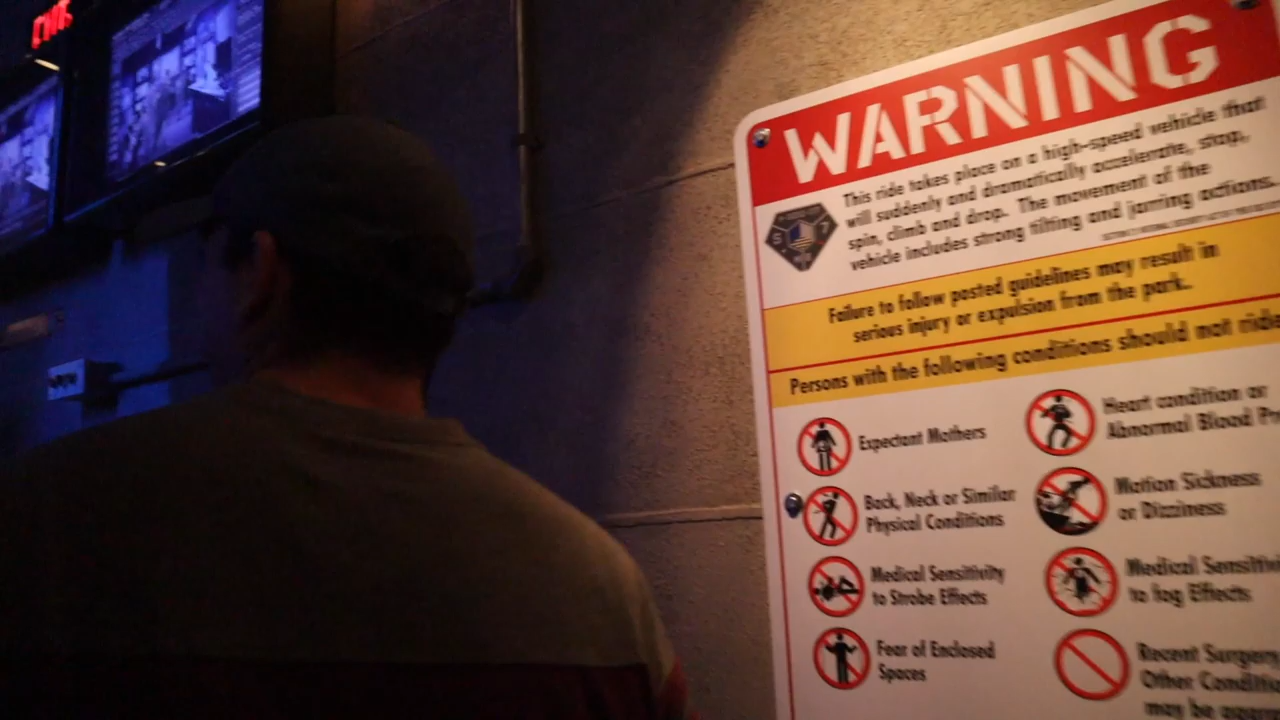 EXIT
WARNING
This ride takes place on a high-speed vehicle that
will suddenly and dramatically accelerate, stop,
spin, climb and drop. The movement of the
vehicle includes strong tilting and jarring actions.
Failure to follow posted guidelines may result in
serious injury or expulsion from the park.
Persons with the following conditions should not ride
Expectant Mothers
Heart condition or
Abnormal Blood
Back, Neck or Similar
Physical Conditions
Motion Sickness
or Dizziness
Medical Sensitivity
to Strobe Effects
Medical
to Fog Effects
Fear of Enclosed
Spaces
Recent Surgery
Other
may be